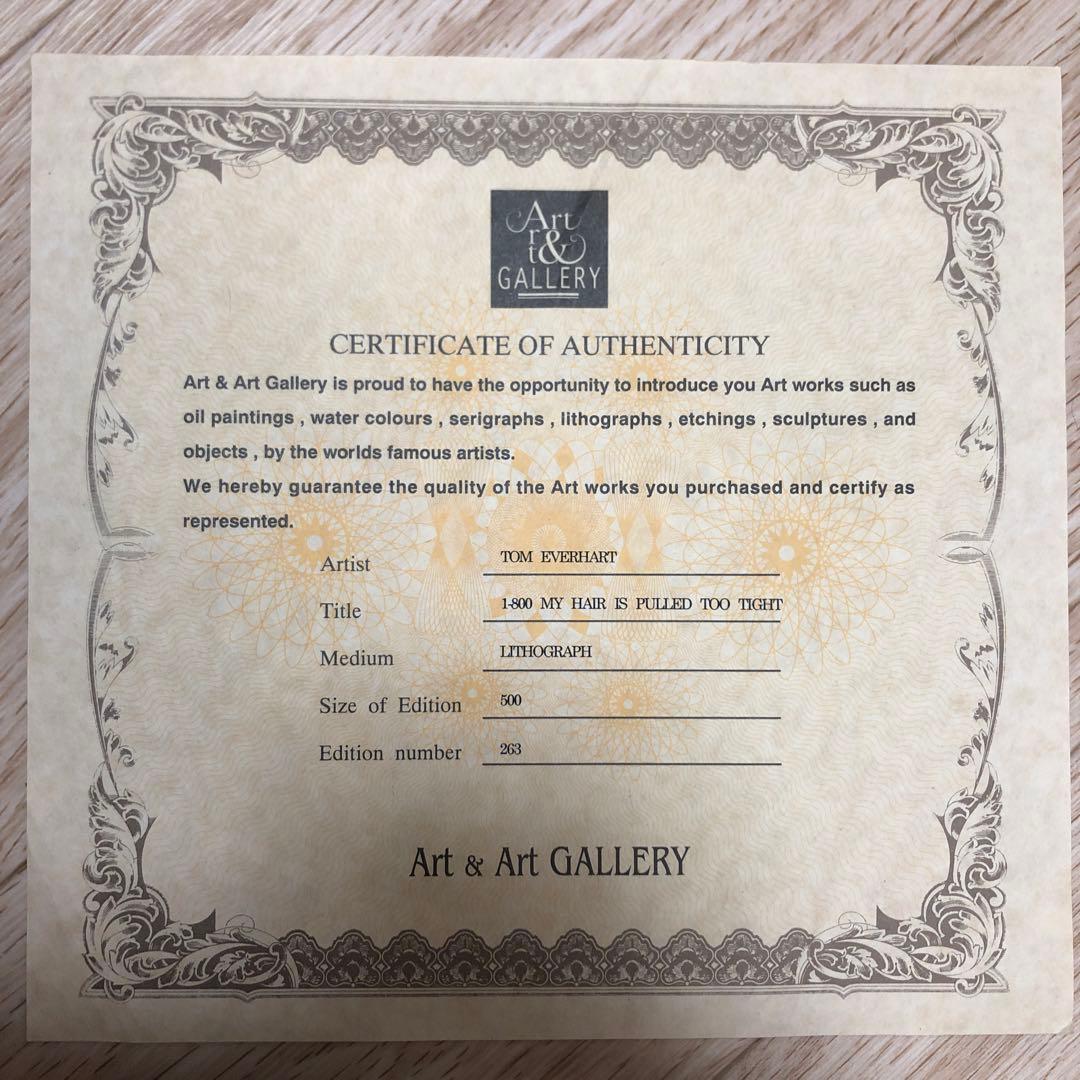 Art
rt&
GALLERY
CERTIFICATE OF AUTHENTICITY
Art & Art Gallery is proud to have the opportunity to introduce you Art works such as
oil paintings , water colours , serigraphs , lithographs , etchings , sculptures , and
objects , by the worlds famous artists.
We hereby guarantee the quality of the Art works you purchased and certify as
represented.
Artist TOM EVERHART
Title 1-800 MY HAIR IS PULLED TOO TIGHT
Medium LITHOGRAPH
Size of Edition 500
Edition number 263
Art & Art GALLERY